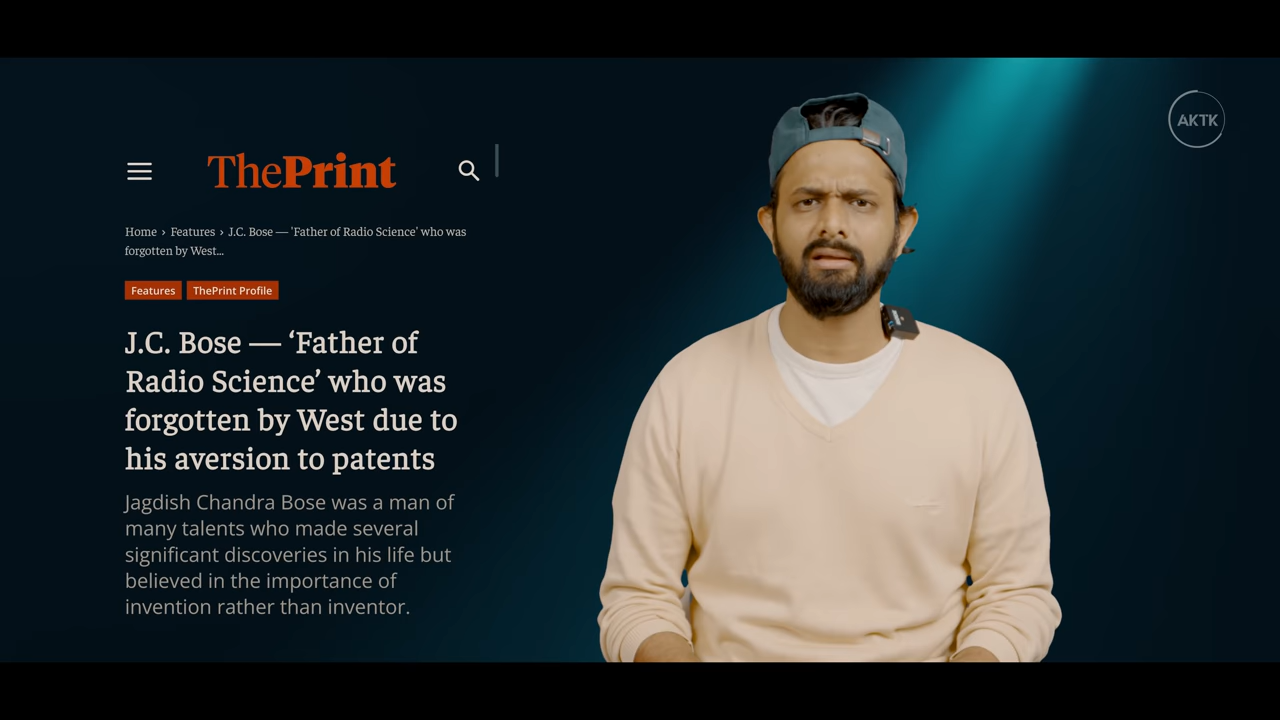 ThePrint
Home › Features › J.C. Bose — 'Father of Radio Science' who was
forgotten by West...
Features ThePrint Profile
J.C. Bose — ‘Father of
Radio Science’ who was
forgotten by West due to
his aversion to patents
Jagdish Chandra Bose was a man of
many talents who made several
significant discoveries in his life but
believed in the importance of
invention rather than inventor.
AKTK